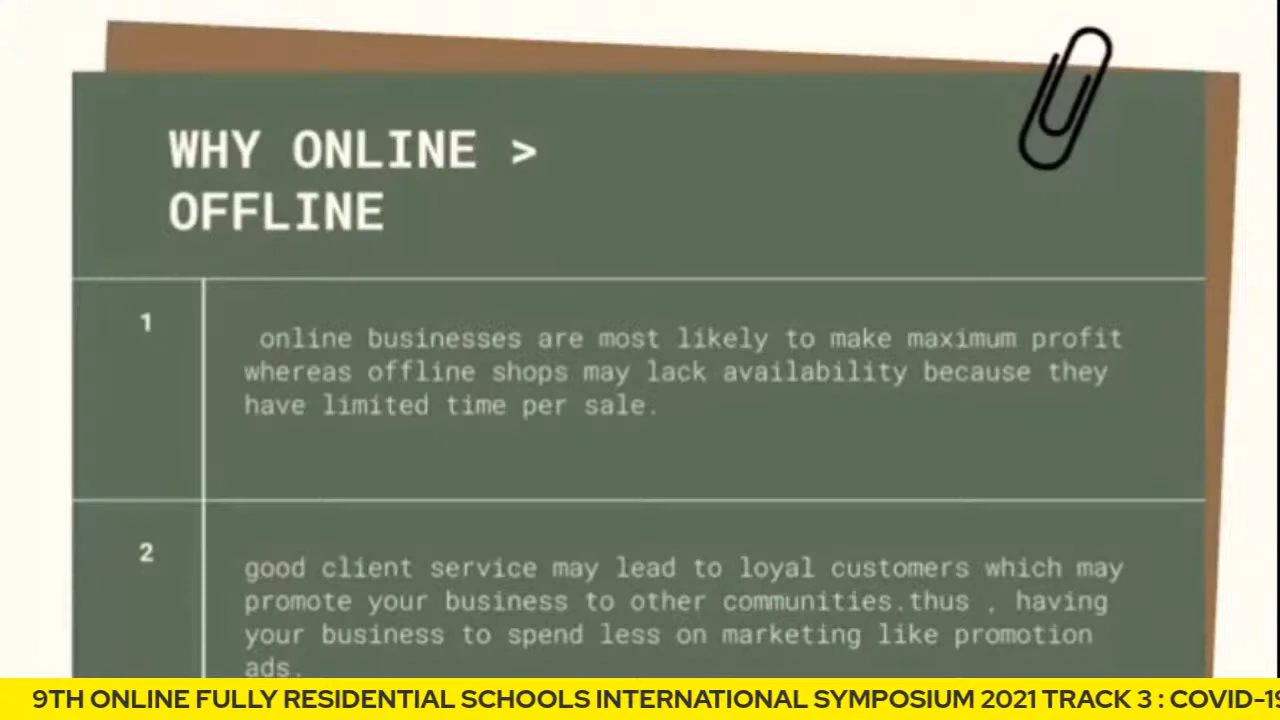 WHY ONLINE >
OFFLINE
1
online businesses are most likely to make maximum profit
whereas offline shops may lack availability because they
have limited time per sale.
2
good client service may lead to loyal customers which may
promote your business to other communities.thus , having
your business to spend less on marketing like promotion
ads.
9TH ONLINE FULLY RESIDENTIAL SCHOOLS INTERNATIONAL SYMPOSIUM 2021 TRACK 3 : COVID-19